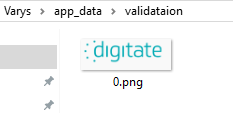 Varys > app_data > validataion
digitate
0.png